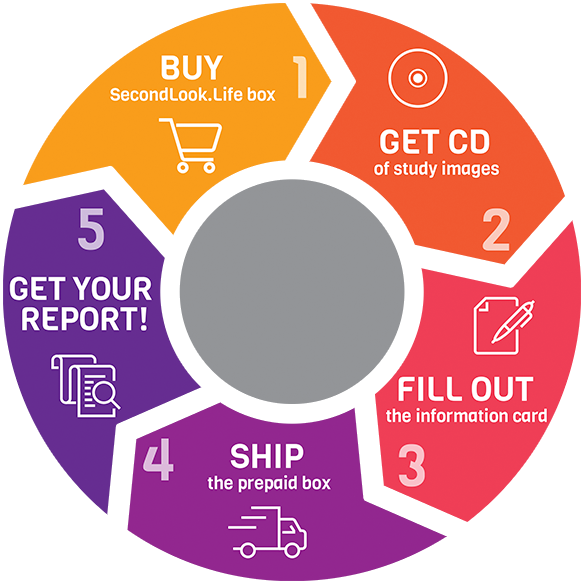 BUY
SecondLook.Life box
1
GET CD
of study images
2
FILL OUT
the information card
3
SHIP
the prepaid box
4
5
GET YOUR
REPORT!